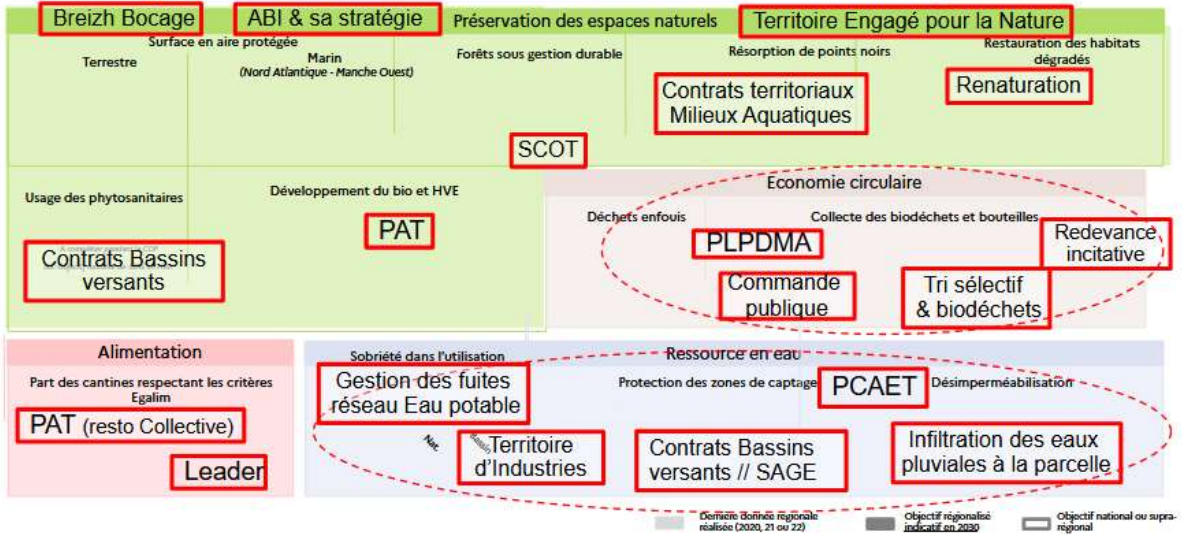 Breizh Bocage
ABI & sa stratégie
Préservation des espaces naturels
Territoire Engagé pour la Nature
Surface en aire protégée
Terrestre
Marin
(Nord Atlantique - Manche Ouest)
Forêts sous gestion durable
Résorption de points noirs
Restauration des habitats
dégradés
Contrats territoriaux
Milieux Aquatiques
Renaturation
SCOT
Usage des phytosanitaires
Développement du bio et HVE
PAT
Contrats Bassins
versants
Economie circulaire
Déchets enfouis
Collecte des biodéchets et bouteilles
PLPDMA
Redevance
incitative
Commande
publique
Tri sélectif
& biodéchets
Alimentation
Part des cantines respectant les critères
Egalim
PAT (resto Collective)
Leader
Ressource en eau
Sobriété dans l'utilisation
Gestion des fuites
réseau Eau potable
Protection des zones de captage
PCAET
Désimperméabilisation
Nat.
Bassin
Territoire
d'Industries
Contrats Bassins
versants // SAGE
Infiltration des eaux
pluviales à la parcelle
Dernière donnée régionale
réalisée (2020, 21 ou 22)
Objectif régionalisé
indicatif en 2030
Objectif national ou supra-
régional